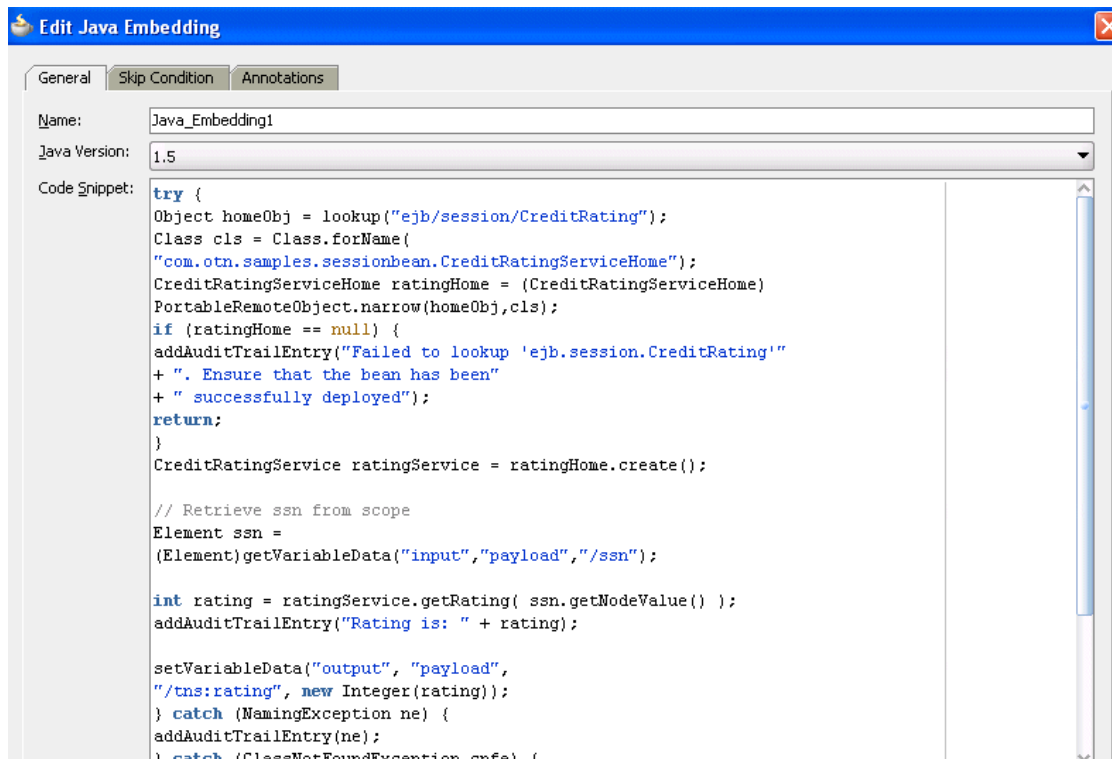 Edit Java Embedding
General Skip Condition Annotations
Name: Java_Embedding1
Java Version: 1.5
Code Snippet:
try {
Object homeObj = lookup("ejb/session/CreditRating");
Class cls = Class.forName(
"com.otn.samples.sessionbean.CreditRatingServiceHome");
CreditRatingServiceHome ratingHome = (CreditRatingServiceHome)
PortableRemoteObject.narrow(homeObj,cls);
if (ratingHome == null) {
addAuditTrailEntry("Failed to lookup 'ejb.session.CreditRating'"
+ ". Ensure that the bean has been"
+ " successfully deployed");
return;
}
CreditRatingService ratingService = ratingHome.create();
// Retrieve ssn from scope
Element ssn =
(Element)getVariableData("input","payload","/ssn");
int rating = ratingService.getRating( ssn.getNodeValue() );
addAuditTrailEntry("Rating is: " + rating);
setVariableData("output", "payload",
"/tns:rating", new Integer(rating));
} catch (NamingException ne) {
addAuditTrailEntry(ne);
} catch (ClassNotFoundException cnfe) {